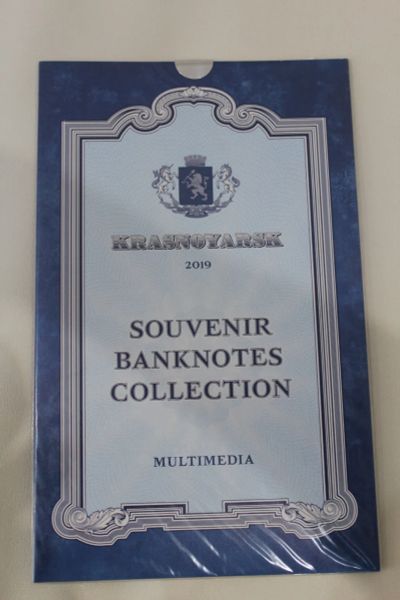 KRASNOYARSK
2019
SOUVENIR
BANKNOTES
COLLECTION
MULTIMEDIA